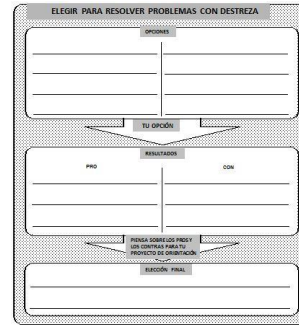 ELEGIR PARA RESOLVER PROBLEMAS CON DESTREZA
OPCIONES
TU OPCIÓN
RESULTADOS
PRO CON
PIENSA SOBRE LOS PROS Y
LOS CONTRAS PARA TU
PROYECTO DE ORIENTACIÓN
ELECCIÓN FINAL